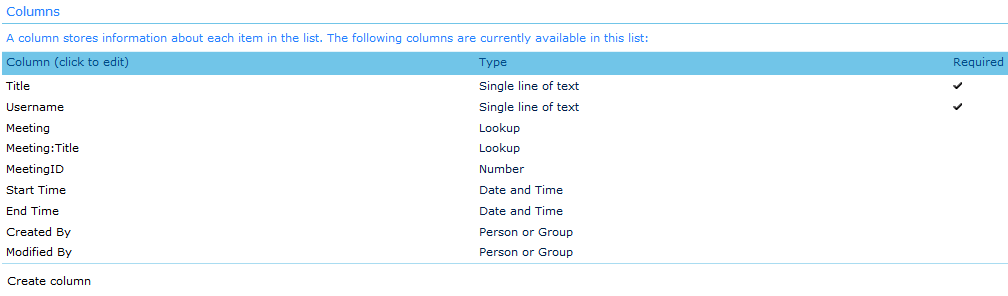 Columns
A column stores information about each item in the list. The following columns are currently available in this list:
Column (click to edit) Type Required
Title Single line of text ✔
Username Single line of text ✔
Meeting Lookup
Meeting:Title Lookup
MeetingID Number
Start Time Date and Time
End Time Date and Time
Created By Person or Group
Modified By Person or Group
Create column